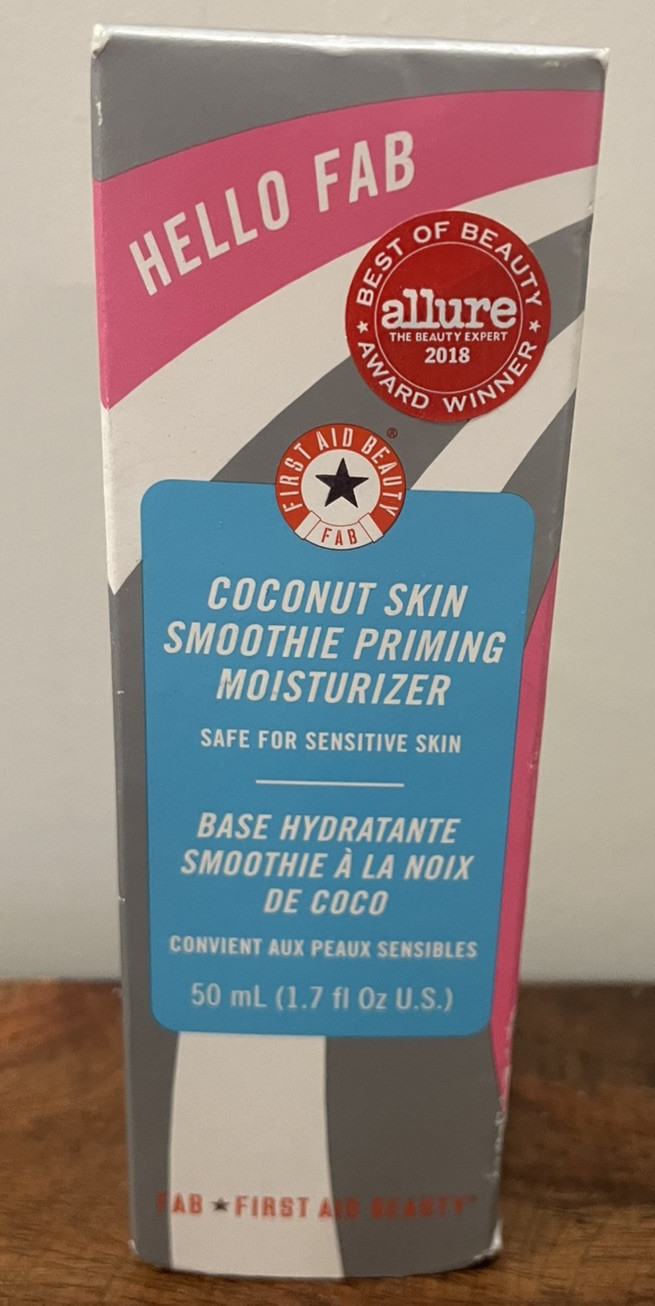 HELLO FAB
BEST OF BEAUTY
allure
THE BEAUTY EXPERT
2018
AWARD WINNER
FIRST AID BEAUTY®
FAB
COCONUT SKIN
SMOOTHIE PRIMING
MOISTURIZER
SAFE FOR SENSITIVE SKIN
BASE HYDRATANTE
SMOOTHIE À LA NOIX
DE COCO
CONVIENT AUX PEAUX SENSIBLES
50 mL (1.7 fl Oz U.S.)
FAB ★ FIRST AID BEAUTY®